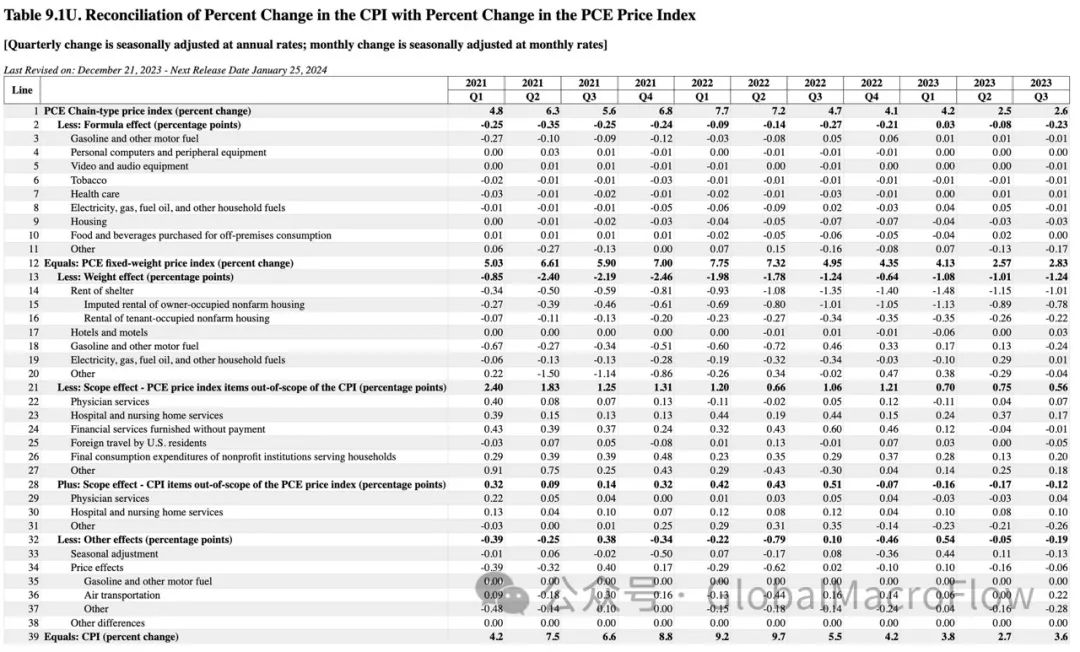 Table 9.1U. Reconciliation of Percent Change in the CPI with Percent Change in the PCE Price Index
[Quarterly change is seasonally adjusted at annual rates; monthly change is seasonally adjusted at monthly rates]
Last Revised on: December 21, 2023 - Next Release Date January 25, 2024
Line 2021 2021 2021 2021 2022 2022 2022 2022 2023 2023 2023
Q1 Q2 Q3 Q4 Q1 Q2 Q3 Q4 Q1 Q2 Q3
1 PCE Chain-type price index (percent change) 4.8 6.3 5.6 6.8 7.7 7.2 4.7 4.1 4.2 2.5 2.6
2 Less: Formula effect (percentage points) -0.25 -0.35 -0.25 -0.24 -0.09 -0.14 -0.27 -0.21 0.03 -0.08 -0.23
3 Gasoline and other motor fuel -0.27 -0.10 -0.09 -0.12 -0.03 -0.08 0.05 0.06 0.01 0.01 -0.01
4 Personal computers and peripheral equipment 0.00 0.03 0.01 -0.01 0.00 -0.01 -0.01 -0.01 0.00 0.00 0.00
5 Video and audio equipment 0.00 0.01 0.01 -0.01 -0.01 0.00 -0.01 0.00 0.00 0.00 -0.01
6 Tobacco -0.02 -0.01 -0.01 -0.03 -0.01 -0.01 -0.01 -0.01 -0.01 -0.01 -0.01
7 Health care -0.03 -0.01 -0.02 -0.01 -0.02 -0.01 -0.03 -0.01 0.00 0.01 0.01
8 Electricity, gas, fuel oil, and other household fuels -0.01 -0.01 -0.01 -0.05 -0.06 -0.09 0.02 -0.03 0.04 0.05 -0.01
9 Housing 0.00 -0.01 -0.02 -0.03 -0.04 -0.05 -0.07 -0.07 -0.04 -0.03 -0.03
10 Food and beverages purchased for off-premises consumption 0.01 0.01 0.01 0.01 -0.02 -0.05 -0.06 -0.05 -0.04 0.02 0.00
11 Other 0.06 -0.27 -0.13 0.00 0.07 0.15 -0.16 -0.08 0.07 -0.13 -0.17
12 Equals: PCE fixed-weight price index (percent change) 5.03 6.61 5.90 7.00 7.75 7.32 4.95 4.35 4.13 2.57 2.83
13 Less: Weight effect (percentage points) -0.85 -2.40 -2.19 -2.46 -1.98 -1.78 -1.24 -0.64 -1.08 -1.01 -1.24
14 Rent of shelter -0.34 -0.50 -0.59 -0.81 -0.93 -1.08 -1.35 -1.40 -1.48 -1.15 -1.01
15 Imputed rental of owner-occupied nonfarm housing -0.27 -0.39 -0.46 -0.61 -0.69 -0.80 -1.01 -1.05 -1.13 -0.89 -0.78
16 Rental of tenant-occupied nonfarm housing -0.07 -0.11 -0.13 -0.20 -0.23 -0.27 -0.34 -0.35 -0.35 -0.26 -0.22
17 Hotels and motels 0.00 0.00 0.00 0.00 0.00 -0.01 0.01 -0.01 -0.06 0.00 0.03
18 Gasoline and other motor fuel -0.67 -0.27 -0.34 -0.51 -0.60 -0.72 0.46 0.33 0.17 0.13 -0.24
19 Electricity, gas, fuel oil, and other household fuels -0.06 -0.13 -0.13 -0.28 -0.19 -0.32 -0.34 -0.03 -0.10 0.29 0.01
20 Other 0.22 -1.50 -1.14 -0.86 -0.26 0.34 -0.02 0.47 0.38 -0.29 -0.04
21 Less: Scope effect - PCE price index items out-of-scope of the CPI (percentage points) 2.40 1.83 1.25 1.31 1.20 0.66 1.06 1.21 0.70 0.75 0.56
22 Physician services 0.40 0.08 0.07 0.13 -0.11 -0.02 0.05 0.12 -0.11 0.04 0.07
23 Hospital and nursing home services 0.39 0.15 0.13 0.13 0.44 0.19 0.44 0.15 0.24 0.37 0.17
24 Financial services furnished without payment 0.43 0.39 0.37 0.24 0.32 0.43 0.60 0.46 0.12 -0.04 -0.01
25 Foreign travel by U.S. residents -0.03 0.07 0.05 -0.08 0.01 0.13 -0.01 0.07 0.03 0.00 -0.05
26 Final consumption expenditures of nonprofit institutions serving households 0.29 0.39 0.39 0.48 0.23 0.35 0.29 0.37 0.28 0.13 0.20
27 Other 0.91 0.75 0.25 0.43 0.29 -0.43 -0.30 0.04 0.14 0.25 0.18
28 Plus: Scope effect - CPI items out-of-scope of the PCE price index (percentage points) 0.32 0.09 0.14 0.32 0.42 0.43 0.51 -0.07 -0.16 -0.17 -0.12
29 Physician services 0.22 0.05 0.04 0.00 0.01 0.03 0.05 0.04 -0.03 -0.03 0.04
30 Hospital and nursing home services 0.13 0.04 0.10 0.07 0.12 0.08 0.12 0.04 0.10 0.08 0.10
31 Other -0.03 0.00 0.01 0.25 0.29 0.31 0.35 -0.14 -0.23 -0.21 -0.26
32 Less: Other effects (percentage points) -0.39 -0.25 0.38 -0.34 -0.22 -0.79 0.10 -0.46 0.54 -0.05 -0.19
33 Seasonal adjustment -0.01 0.06 -0.02 -0.50 0.07 -0.17 0.08 -0.36 0.44 0.11 -0.13
34 Price effects -0.39 -0.32 0.40 0.17 -0.29 -0.62 0.02 -0.10 0.10 -0.16 -0.06
35 Gasoline and other motor fuel 0.00 0.00 0.00 0.00 0.00 0.00 0.00 0.00 0.00 0.00 0.00
36 Air transportation 0.09 -0.18 0.30 0.16 -0.13 -0.44 0.16 0.14 0.06 0.00 0.22
37 Other -0.48 -0.14 0.10 0.00 -0.15 -0.18 -0.14 -0.24 0.04 -0.16 -0.28
38 Other differences 0.00 0.00 0.00 0.00 0.00 0.00 0.00 0.00 0.00 0.00 0.00
39 Equals: CPI (percent change) 4.2 7.5 6.6 8.8 9.2 9.7 5.5 4.2 3.8 2.7 3.6
公众号 · GlobalMacroFlow